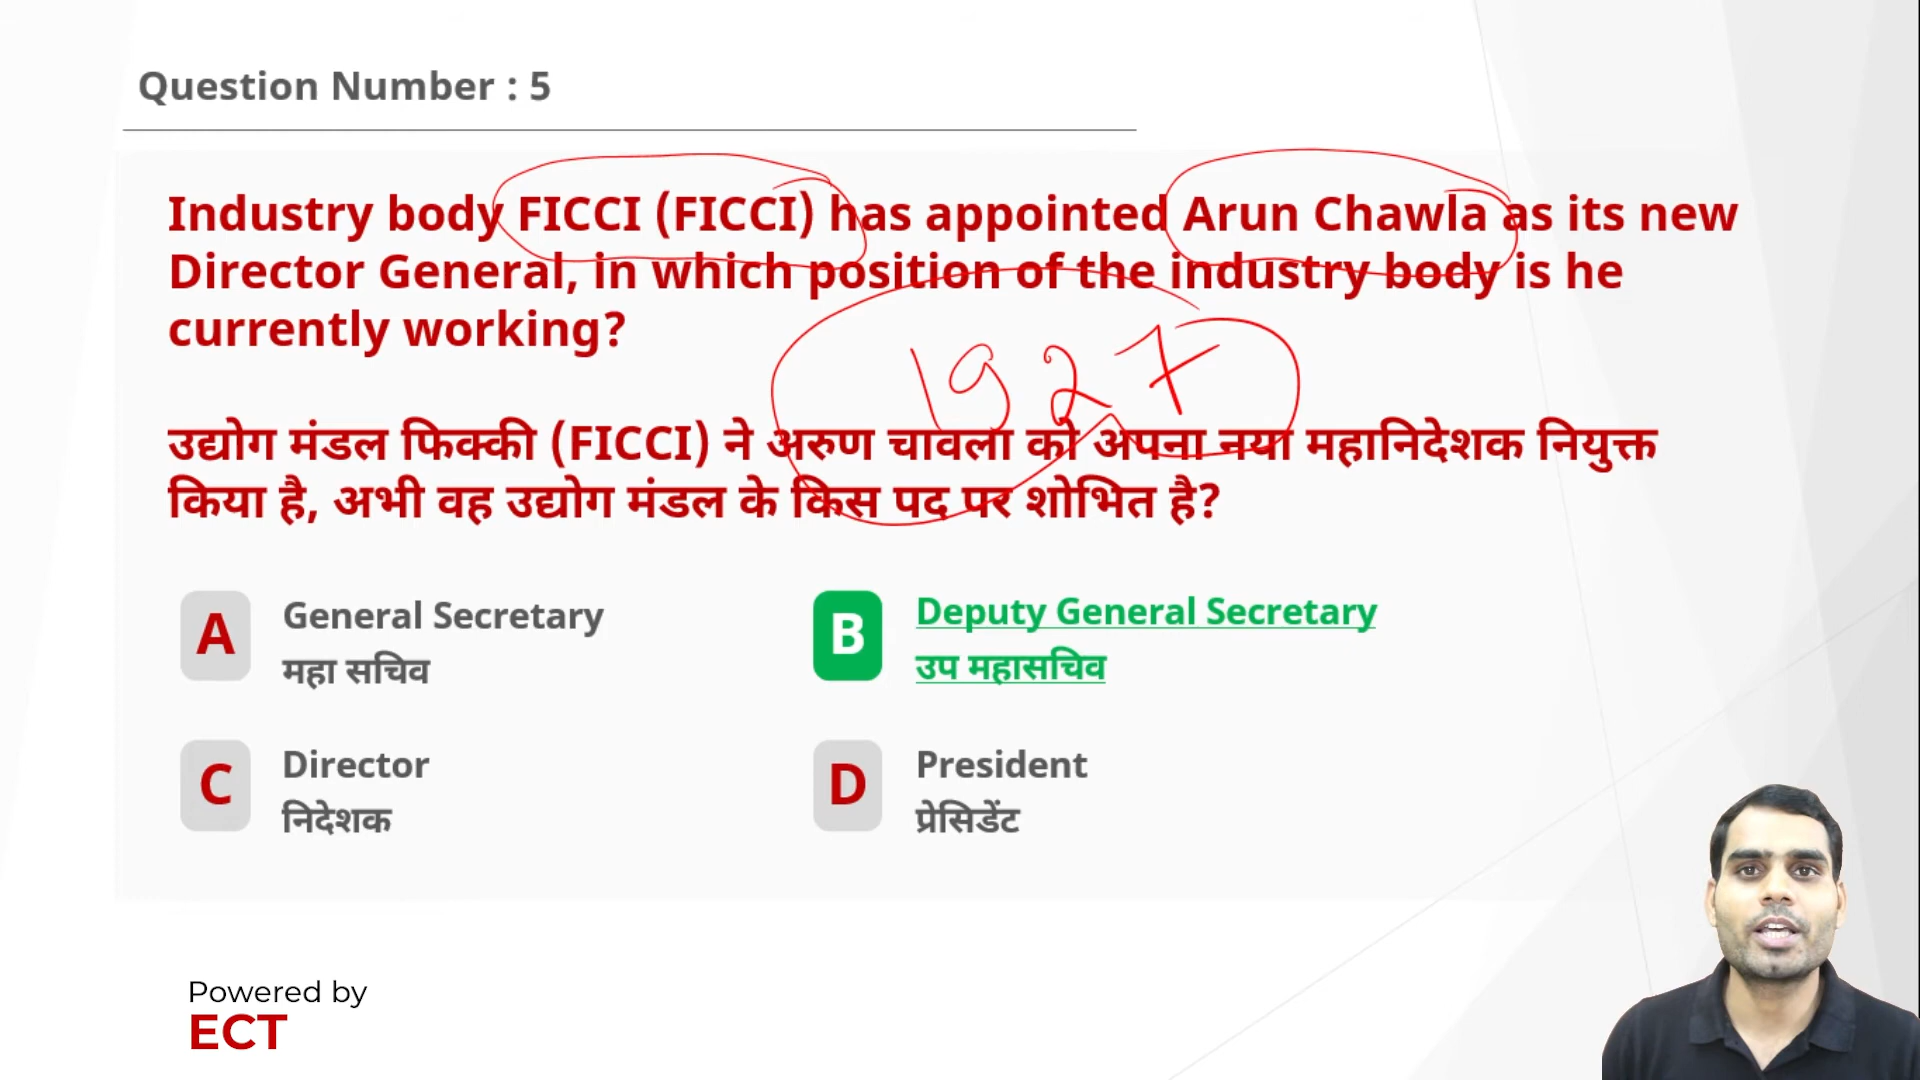 Question Number : 5
Industry body FICCI (FICCI) has appointed Arun Chawla as its new
Director General, in which position of the industry body is he
currently working?
1927
उद्योग मंडल फिक्की (FICCI) ने अरुण चावला को अपना नया महानिदेशक नियुक्त
किया है, अभी वह उद्योग मंडल के किस पद पर शोभित है?
A General Secretary
महा सचिव
B Deputy General Secretary
उप महासचिव
C Director
निदेशक
D President
प्रेसिडेंट
Powered by
ECT